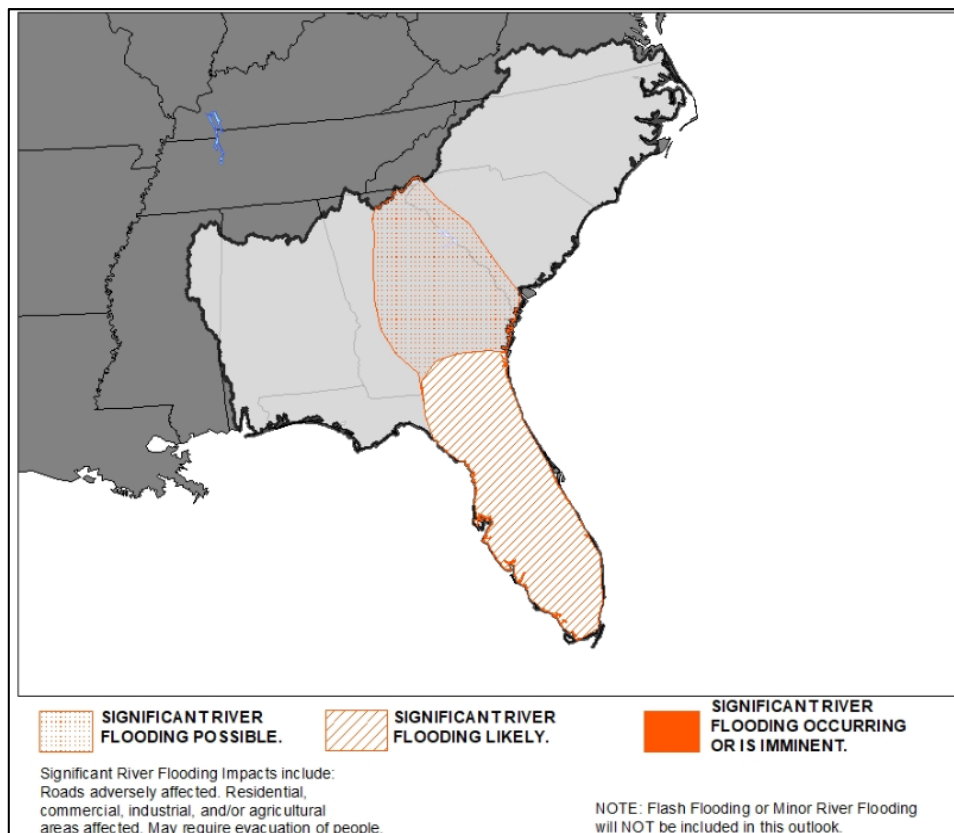 SIGNIFICANT RIVER
FLOODING POSSIBLE.
SIGNIFICANT RIVER
FLOODING LIKELY.
SIGNIFICANT RIVER
FLOODING OCCURRING
OR IS IMMINENT.
Significant River Flooding Impacts include:
Roads adversely affected. Residential,
commercial, industrial, and/or agricultural
areas affected. May require evacuation of people.
NOTE: Flash Flooding or Minor River Flooding
will NOT be included in this outlook.